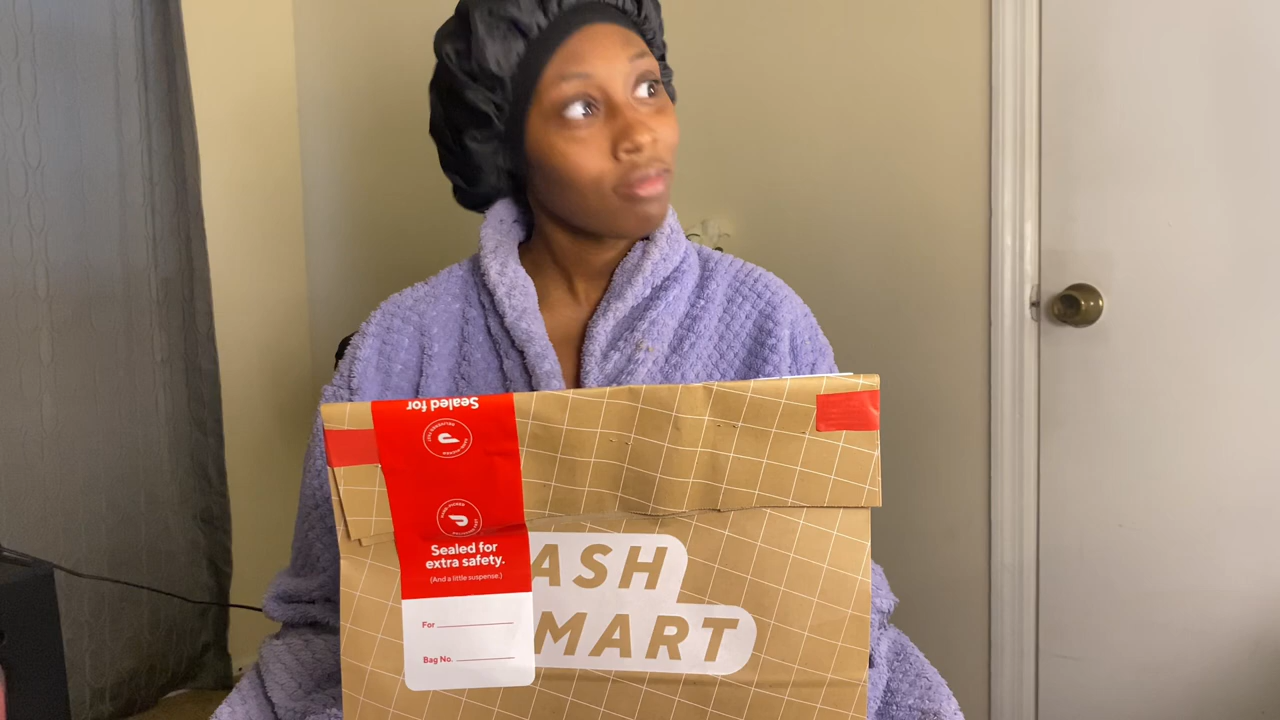 Sealed for
Sealed for
extra safety.
(And a little suspense.)
For
Bag No.
ASH
MART